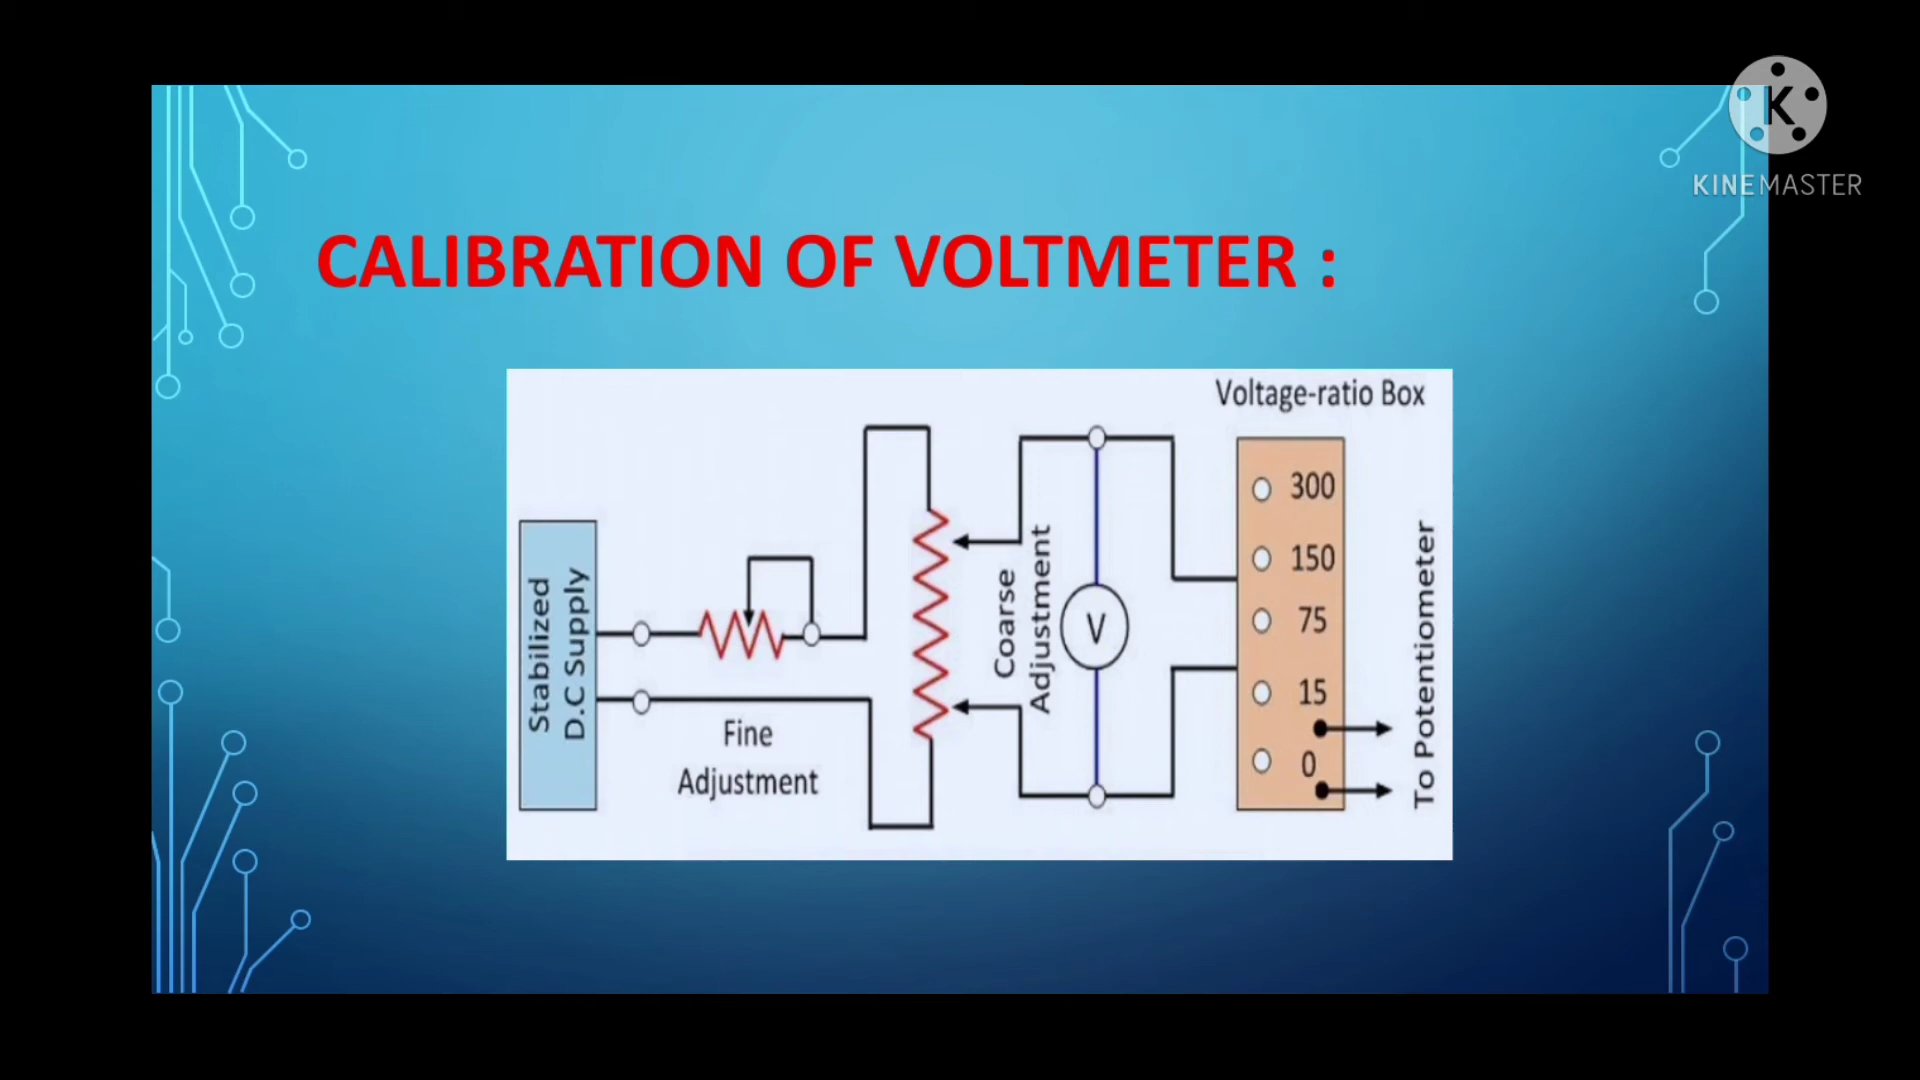 K
KINEMASTER
CALIBRATION OF VOLTMETER :
Voltage-ratio Box
Stabilized
D.C Supply
Fine
Adjustment
Coarse
Adjustment
V
300
150
75
15
0
To Potentiometer